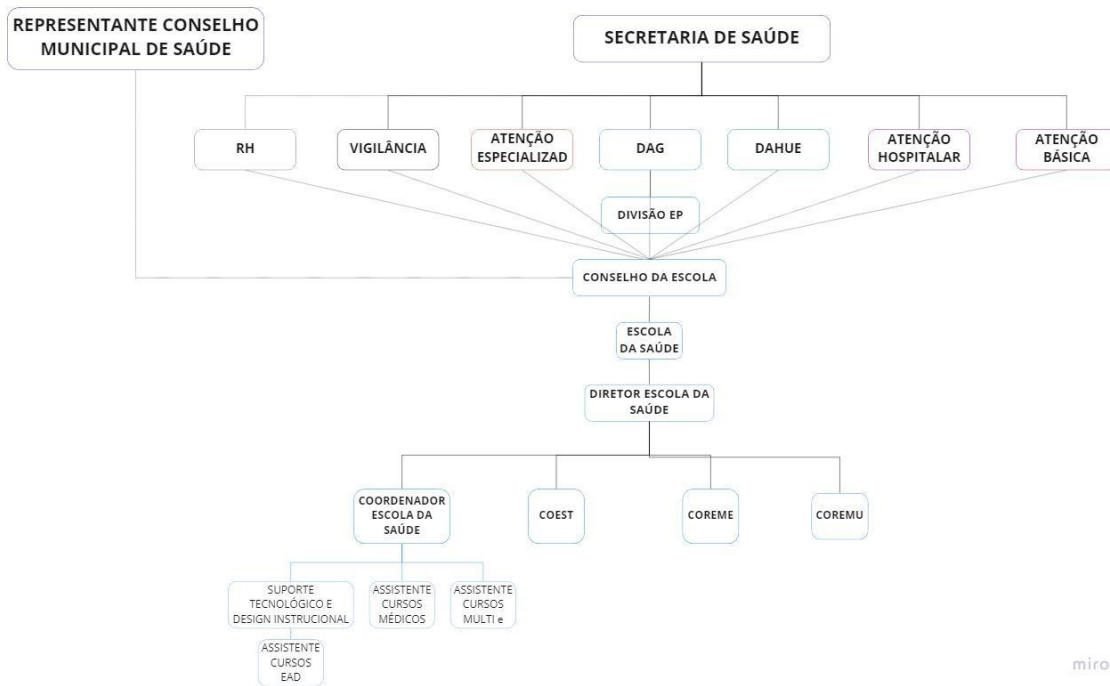 REPRESENTANTE CONSELHO
MUNICIPAL DE SAÚDE
SECRETARIA DE SAÚDE
RH
VIGILÂNCIA
ATENÇÃO
ESPECIALIZAD
DAG
DAHUE
ATENÇÃO
HOSPITALAR
ATENÇÃO
BÁSICA
DIVISÃO EP
CONSELHO DA ESCOLA
ESCOLA
DA SAÚDE
DIRETOR ESCOLA DA
SAÚDE
COORDENADOR
ESCOLA DA
SAÚDE
COEST
COREME
COREMU
SUPORTE
TECNOLÓGICO E
DESIGN INSTRUCIONAL
ASSISTENTE
CURSOS
MÉDICOS
ASSISTENTE
CURSOS
MULTI e
ASSISTENTE
CURSOS
EAD
miro